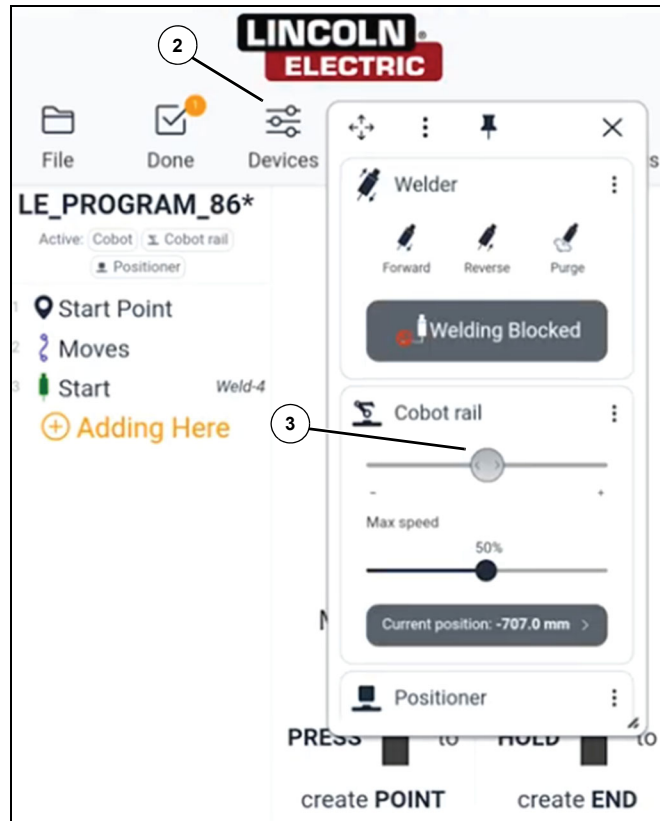 LINCOLN®
ELECTRIC
2
1
File
Done
Devices
s
LE_PROGRAM_86*
Active: Cobot Cobot rail
Positioner
1 Start Point
2 Moves
3 Start Weld-4
Adding Here
Welder
Forward Reverse Purge
Welding Blocked
Cobot rail
3
- +
Max speed
50%
Current position: -707.0 mm >
Positioner
PRESS to
create POINT
HOLD to
create END